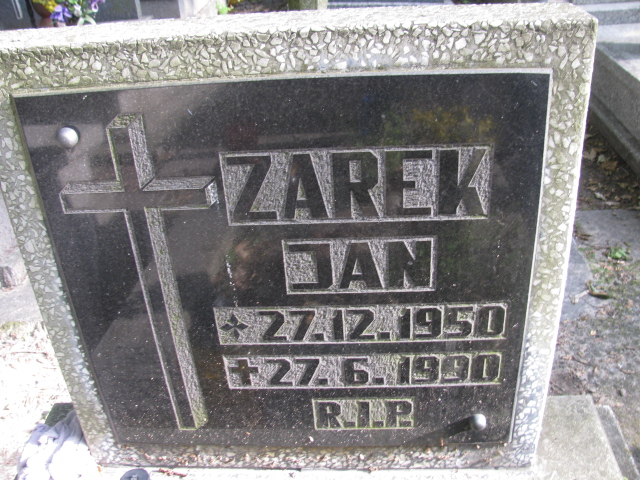 ZAREK
JAN
* 27.12.1950
+ 27.6.1990
R.I.P.